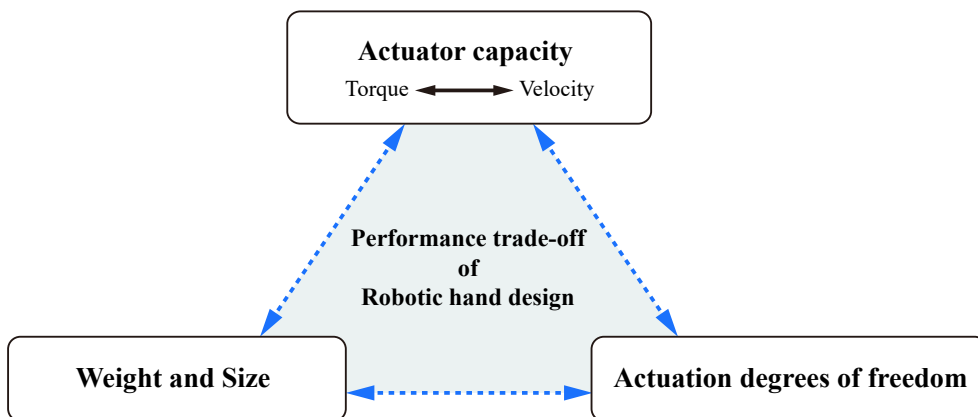 Actuator capacity
Torque Velocity
Performance trade-off
of
Robotic hand design
Weight and Size
Actuation degrees of freedom